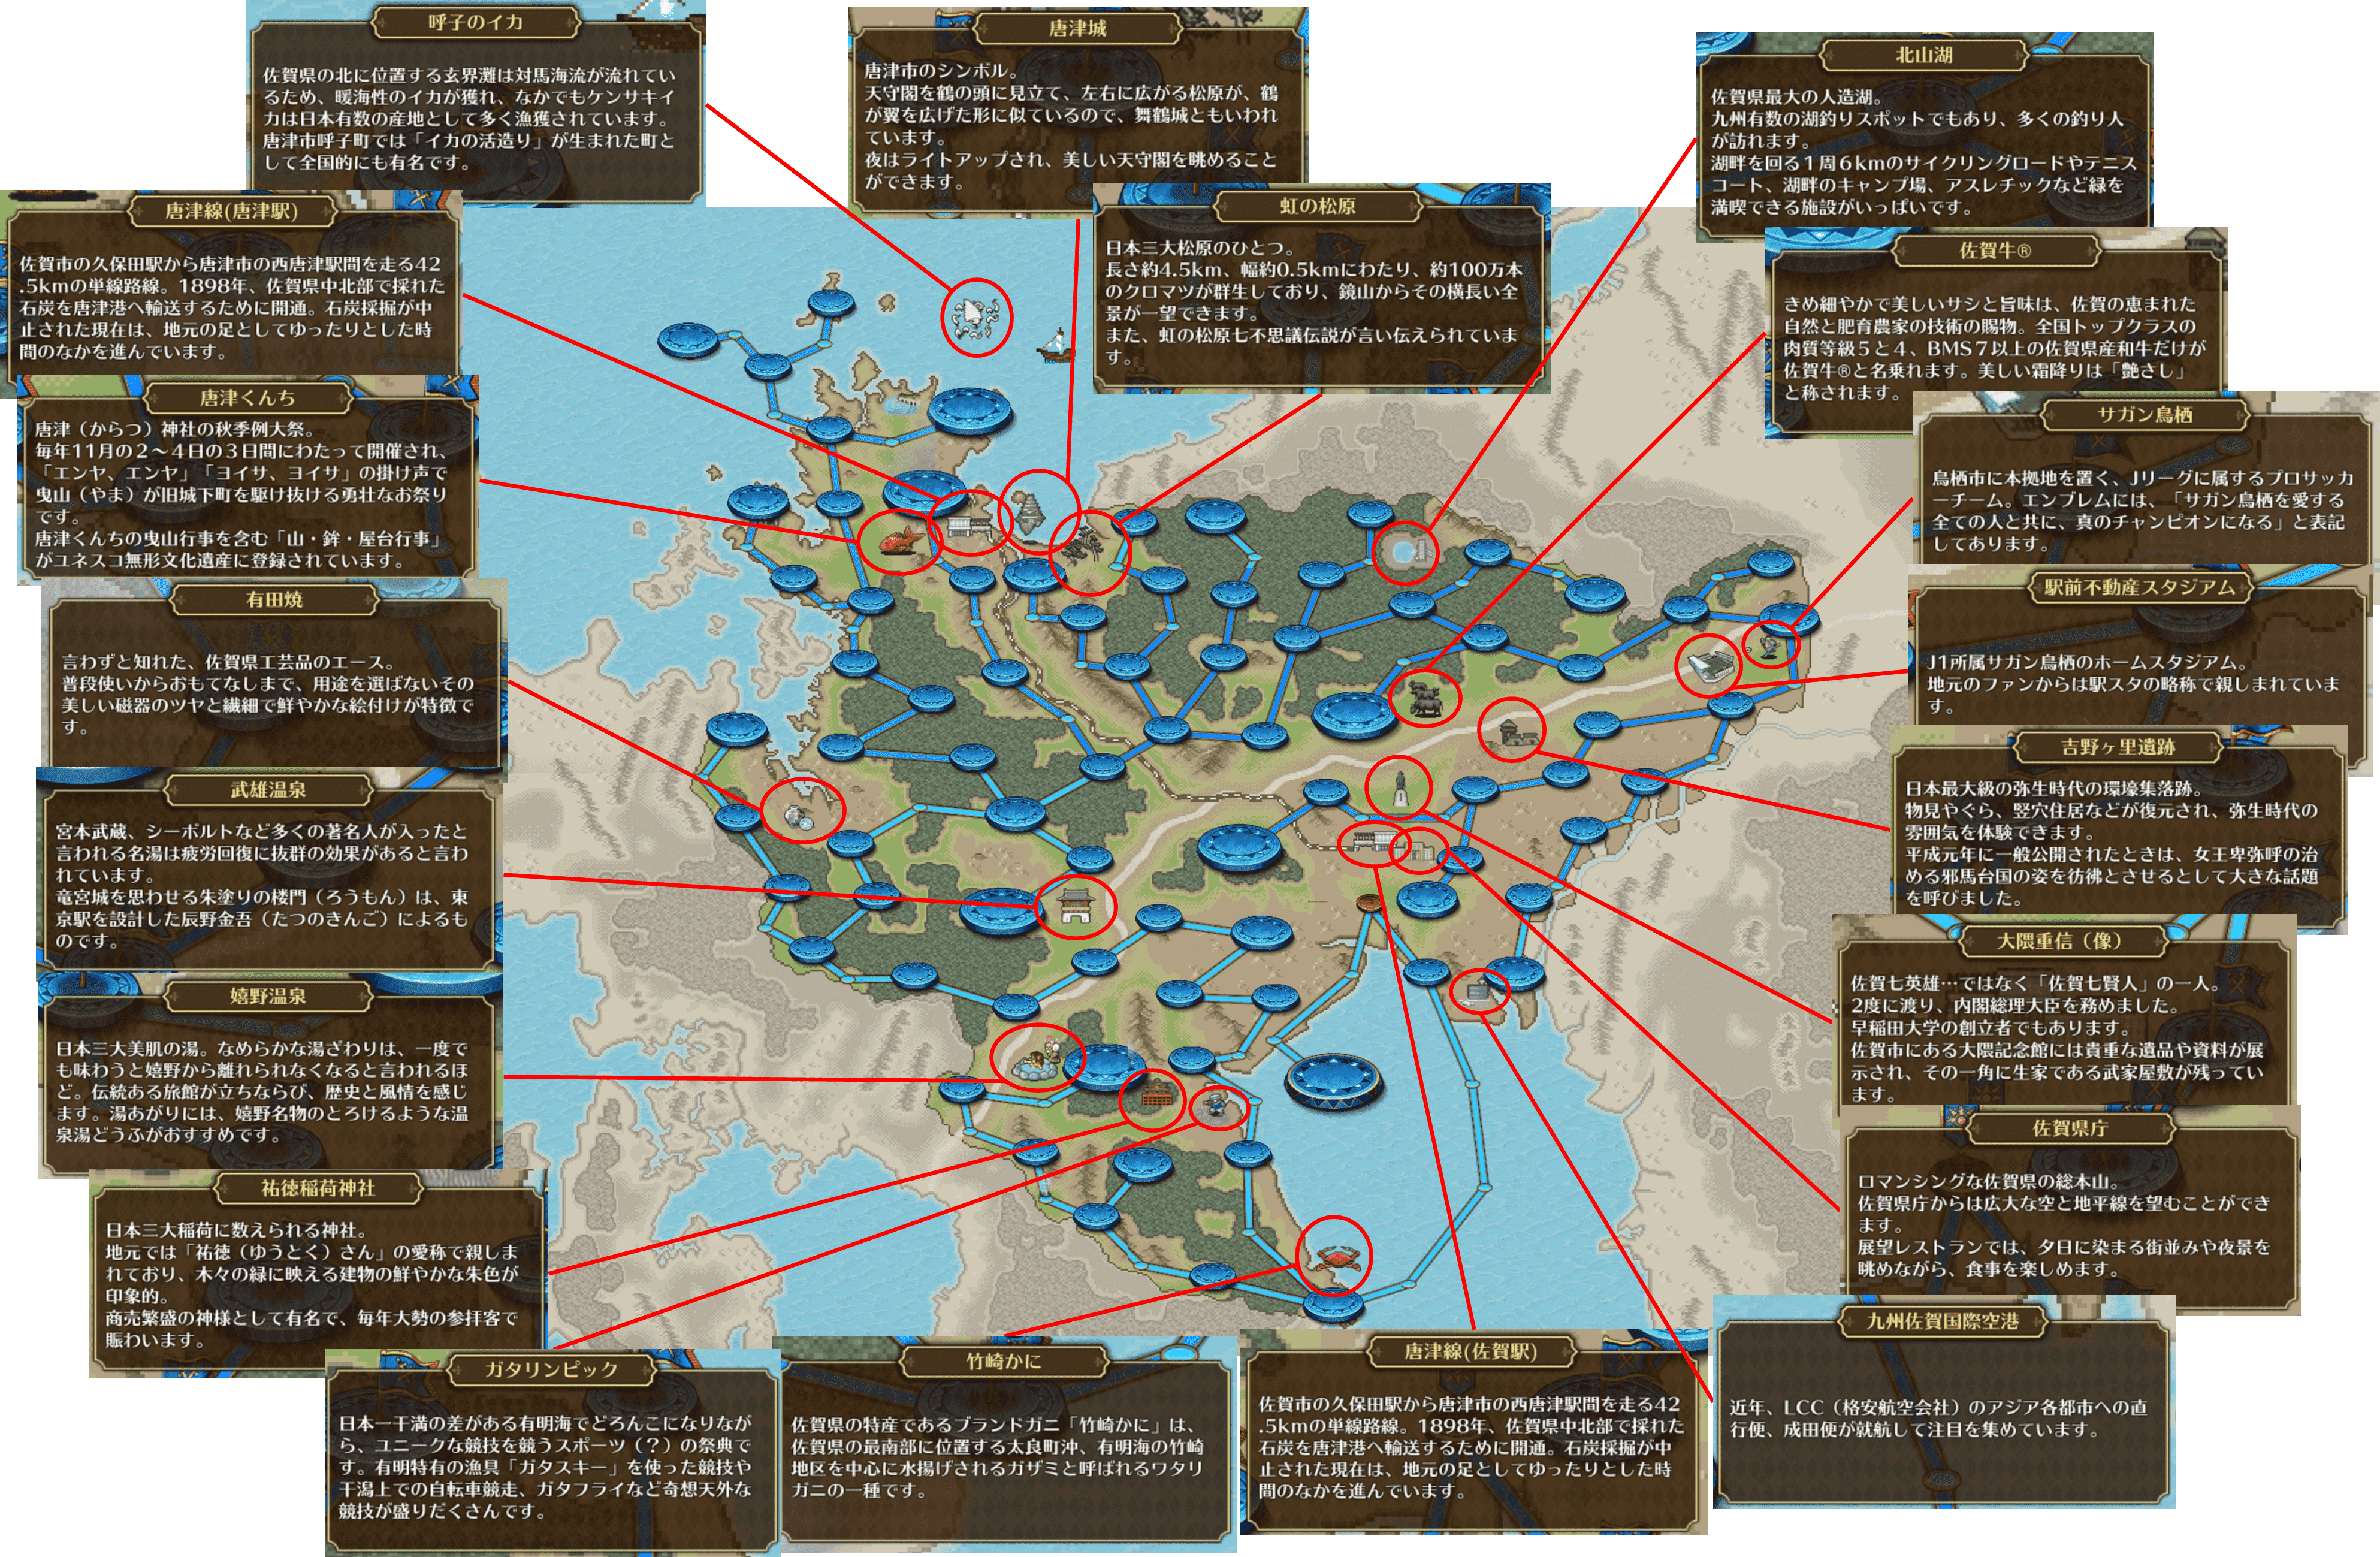 呼子のイカ
佐賀県の北に位置する玄界灘は対馬海流が流れてい
るため、暖海性のイカが獲れ、なかでもケンサキイ
カは日本有数の産地として多く漁獲されています。
唐津市呼子町では「イカの活造り」が生まれた町と
して全国的にも有名です。
唐津城
唐津市のシンボル。
天守閣を鶴の頭に見立て、左右に広がる松原が、鶴
が翼を広げた形に似ているので、舞鶴城ともいわれ
ています。
夜はライトアップされ、美しい天守閣を眺めること
ができます。
虹の松原
日本三大松原のひとつ。
長さ約4.5km、幅約0.5kmにわたり、約100万本
のクロマツが群生しており、鏡山からその横長い全
景が一望できます。
また、虹の松原七不思議伝説が言い伝えられていま
す。
北山湖
佐賀県最大の人造湖。
九州有数の湖釣りスポットでもあり、多くの釣り人
が訪れます。
湖畔を回る１周６kmのサイクリングロードやテニス
コート、湖畔のキャンプ場、アスレチックなど緑を
満喫できる施設がいっぱいです。
佐賀牛®
きめ細やかで美しいサシと旨味は、佐賀の恵まれた
自然と肥育農家の技術の賜物。全国トップクラスの
肉質等級５と４、BMS７以上の佐賀県産和牛だけが
佐賀牛®と名乗れます。美しい霜降りは「艶さし」
と称されます。
サガン鳥栖
鳥栖市に本拠地を置く、Jリーグに属するプロサッカ
ーチーム。エンブレムには、「サガン鳥栖を愛する
全ての人と共に、真のチャンピオンになる」と表記
してあります。
駅前不動産スタジアム
J1所属サガン鳥栖のホームスタジアム。
地元のファンからは駅スタの略称で親しまれていま
す。
吉野ヶ里遺跡
日本最大級の弥生時代の環壕集落跡。
物見やぐら、竪穴住居などが復元され、弥生時代の
雰囲気を体験できます。
平成元年に一般公開されたときは、女王卑弥呼の治
める邪馬台国の姿を彷彿とさせるとして大きな話題
を呼びました。
大隈重信（像）
佐賀七英雄…ではなく「佐賀七賢人」の一人。
2度に渡り、内閣総理大臣を務めました。
早稲田大学の創立者でもあります。
佐賀市にある大隈記念館には貴重な遺品や資料が展
示され、その一角に生家である武家屋敷が残ってい
ます。
佐賀県庁
ロマンシングな佐賀県の総本山。
佐賀県庁からは広大な空と地平線を望むことができ
ます。
展望レストランでは、夕日に染まる街並みや夜景を
眺めながら、食事を楽しめます。
九州佐賀国際空港
近年、LCC（格安航空会社）のアジア各都市への直
行便、成田便が就航して注目を集めています。
唐津線(唐津駅)
佐賀市の久保田駅から唐津市の西唐津駅間を走る42
.5kmの単線路線。1898年、佐賀県中北部で採れた
石炭を唐津港へ輸送するために開通。石炭採掘が中
止された現在は、地元の足としてゆったりとした時
間のなかを進んでいます。
唐津くんち
唐津（からつ）神社の秋季例大祭。
毎年11月の２～４日の３日間にわたって開催され、
「エンヤ、エンヤ」「ヨイサ、ヨイサ」の掛け声で
曳山（やま）が旧城下町を駆け抜ける勇壮なお祭り
です。
唐津くんちの曳山行事を含む「山・鉾・屋台行事」
がユネスコ無形文化遺産に登録されています。
有田焼
言わずと知れた、佐賀県工芸品のエース。
普段使いからおもてなしまで、用途を選ばないその
美しい磁器のツヤと繊細で鮮やかな絵付けが特徴で
す。
武雄温泉
宮本武蔵、シーボルトなど多くの著名人が入ったと
言われる名湯は疲労回復に抜群の効果があると言わ
れています。
竜宮城を思わせる朱塗りの楼門（ろうもん）は、東
京駅を設計した辰野金吾（たつのきんご）によるも
のです。
嬉野温泉
日本三大美肌の湯。なめらかな湯ざわりは、一度で
も味わうと嬉野から離れられなくなると言われるほ
ど。伝統ある旅館が立ちならび、歴史と風情を感じ
ます。湯あがりには、嬉野名物のとろけるような温
泉湯どうふがおすすめです。
祐徳稲荷神社
日本三大稲荷に数えられる神社。
地元では「祐徳（ゆうとく）さん」の愛称で親しま
れており、木々の緑に映える建物の鮮やかな朱色が
印象的。
商売繁盛の神様として有名で、毎年大勢の参拝客で
賑わいます。
ガタリンピック
日本一干満の差がある有明海でどろんこになりなが
ら、ユニークな競技を競うスポーツ（？）の祭典で
す。有明特有の漁具「ガタスキー」を使った競技や
干潟上での自転車競走、ガタフライなど奇想天外な
競技が盛りだくさんです。
竹崎かに
佐賀県の特産であるブランドガニ「竹崎かに」は、
佐賀県の最南部に位置する太良町沖、有明海の竹崎
地区を中心に水揚げされるガザミと呼ばれるワタリ
ガニの一種です。
唐津線(佐賀駅)
佐賀市の久保田駅から唐津市の西唐津駅間を走る42
.5kmの単線路線。1898年、佐賀県中北部で採れた
石炭を唐津港へ輸送するために開通。石炭採掘が中
止された現在は、地元の足としてゆったりとした時
間のなかを進んでいます。